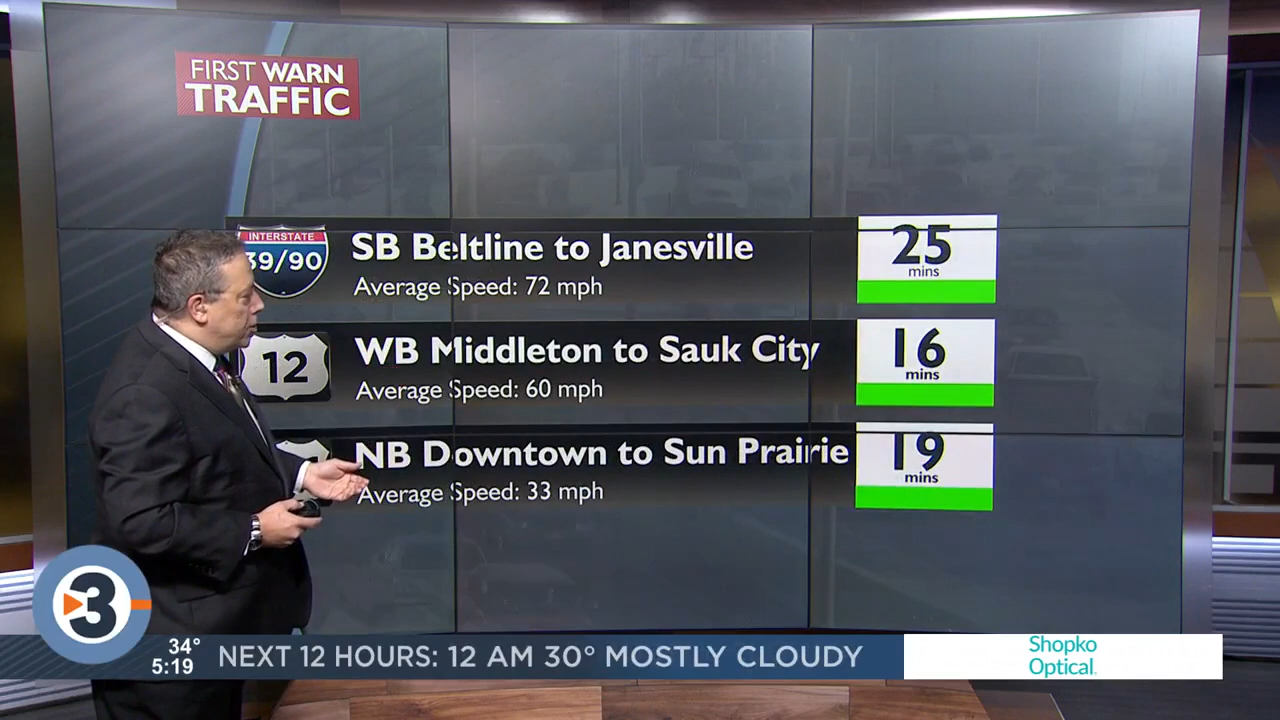 FIRST WARN
TRAFFIC
INTERSTATE
39/90
SB Beltline to Janesville
Average Speed: 72 mph
25
mins
12
WB Middleton to Sauk City
Average Speed: 60 mph
16
mins
NB Downtown to Sun Prairie
Average Speed: 33 mph
19
mins
3
34°
5:19
NEXT 12 HOURS: 12 AM 30° MOSTLY CLOUDY
Shopko
Optical